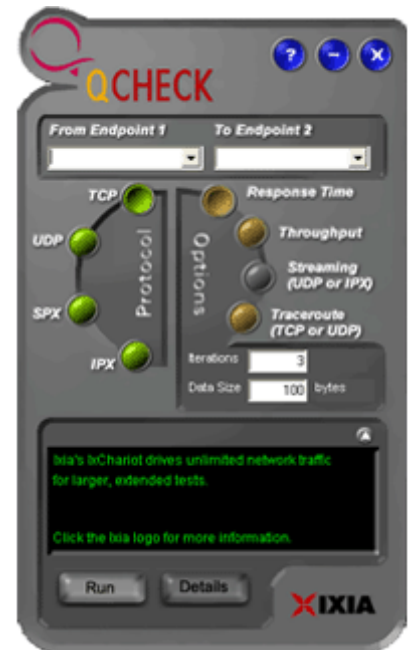 ? - X
QCHECK
From Endpoint 1 To Endpoint 2
TCP
UDP
SPX
IPX
Protocol
Options
Response Time
Throughput
Streaming
(UDP or IPX)
Traceroute
(TCP or UDP)
Iterations 3
Data Size 100 bytes
Ixia's IxChariot drives unlimited network traffic
for larger, extended tests.
Click the Ixia logo for more information.
Run Details
IXIA